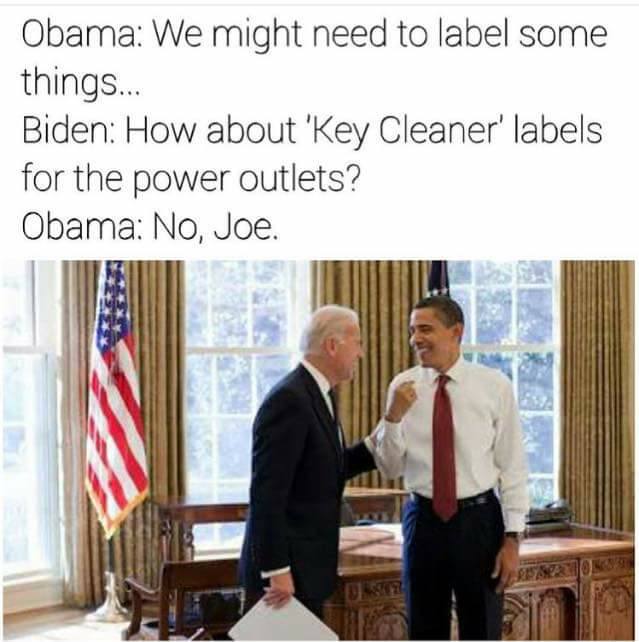 Obama: We might need to label some
things...
Biden: How about 'Key Cleaner' labels
for the power outlets?
Obama: No, Joe.